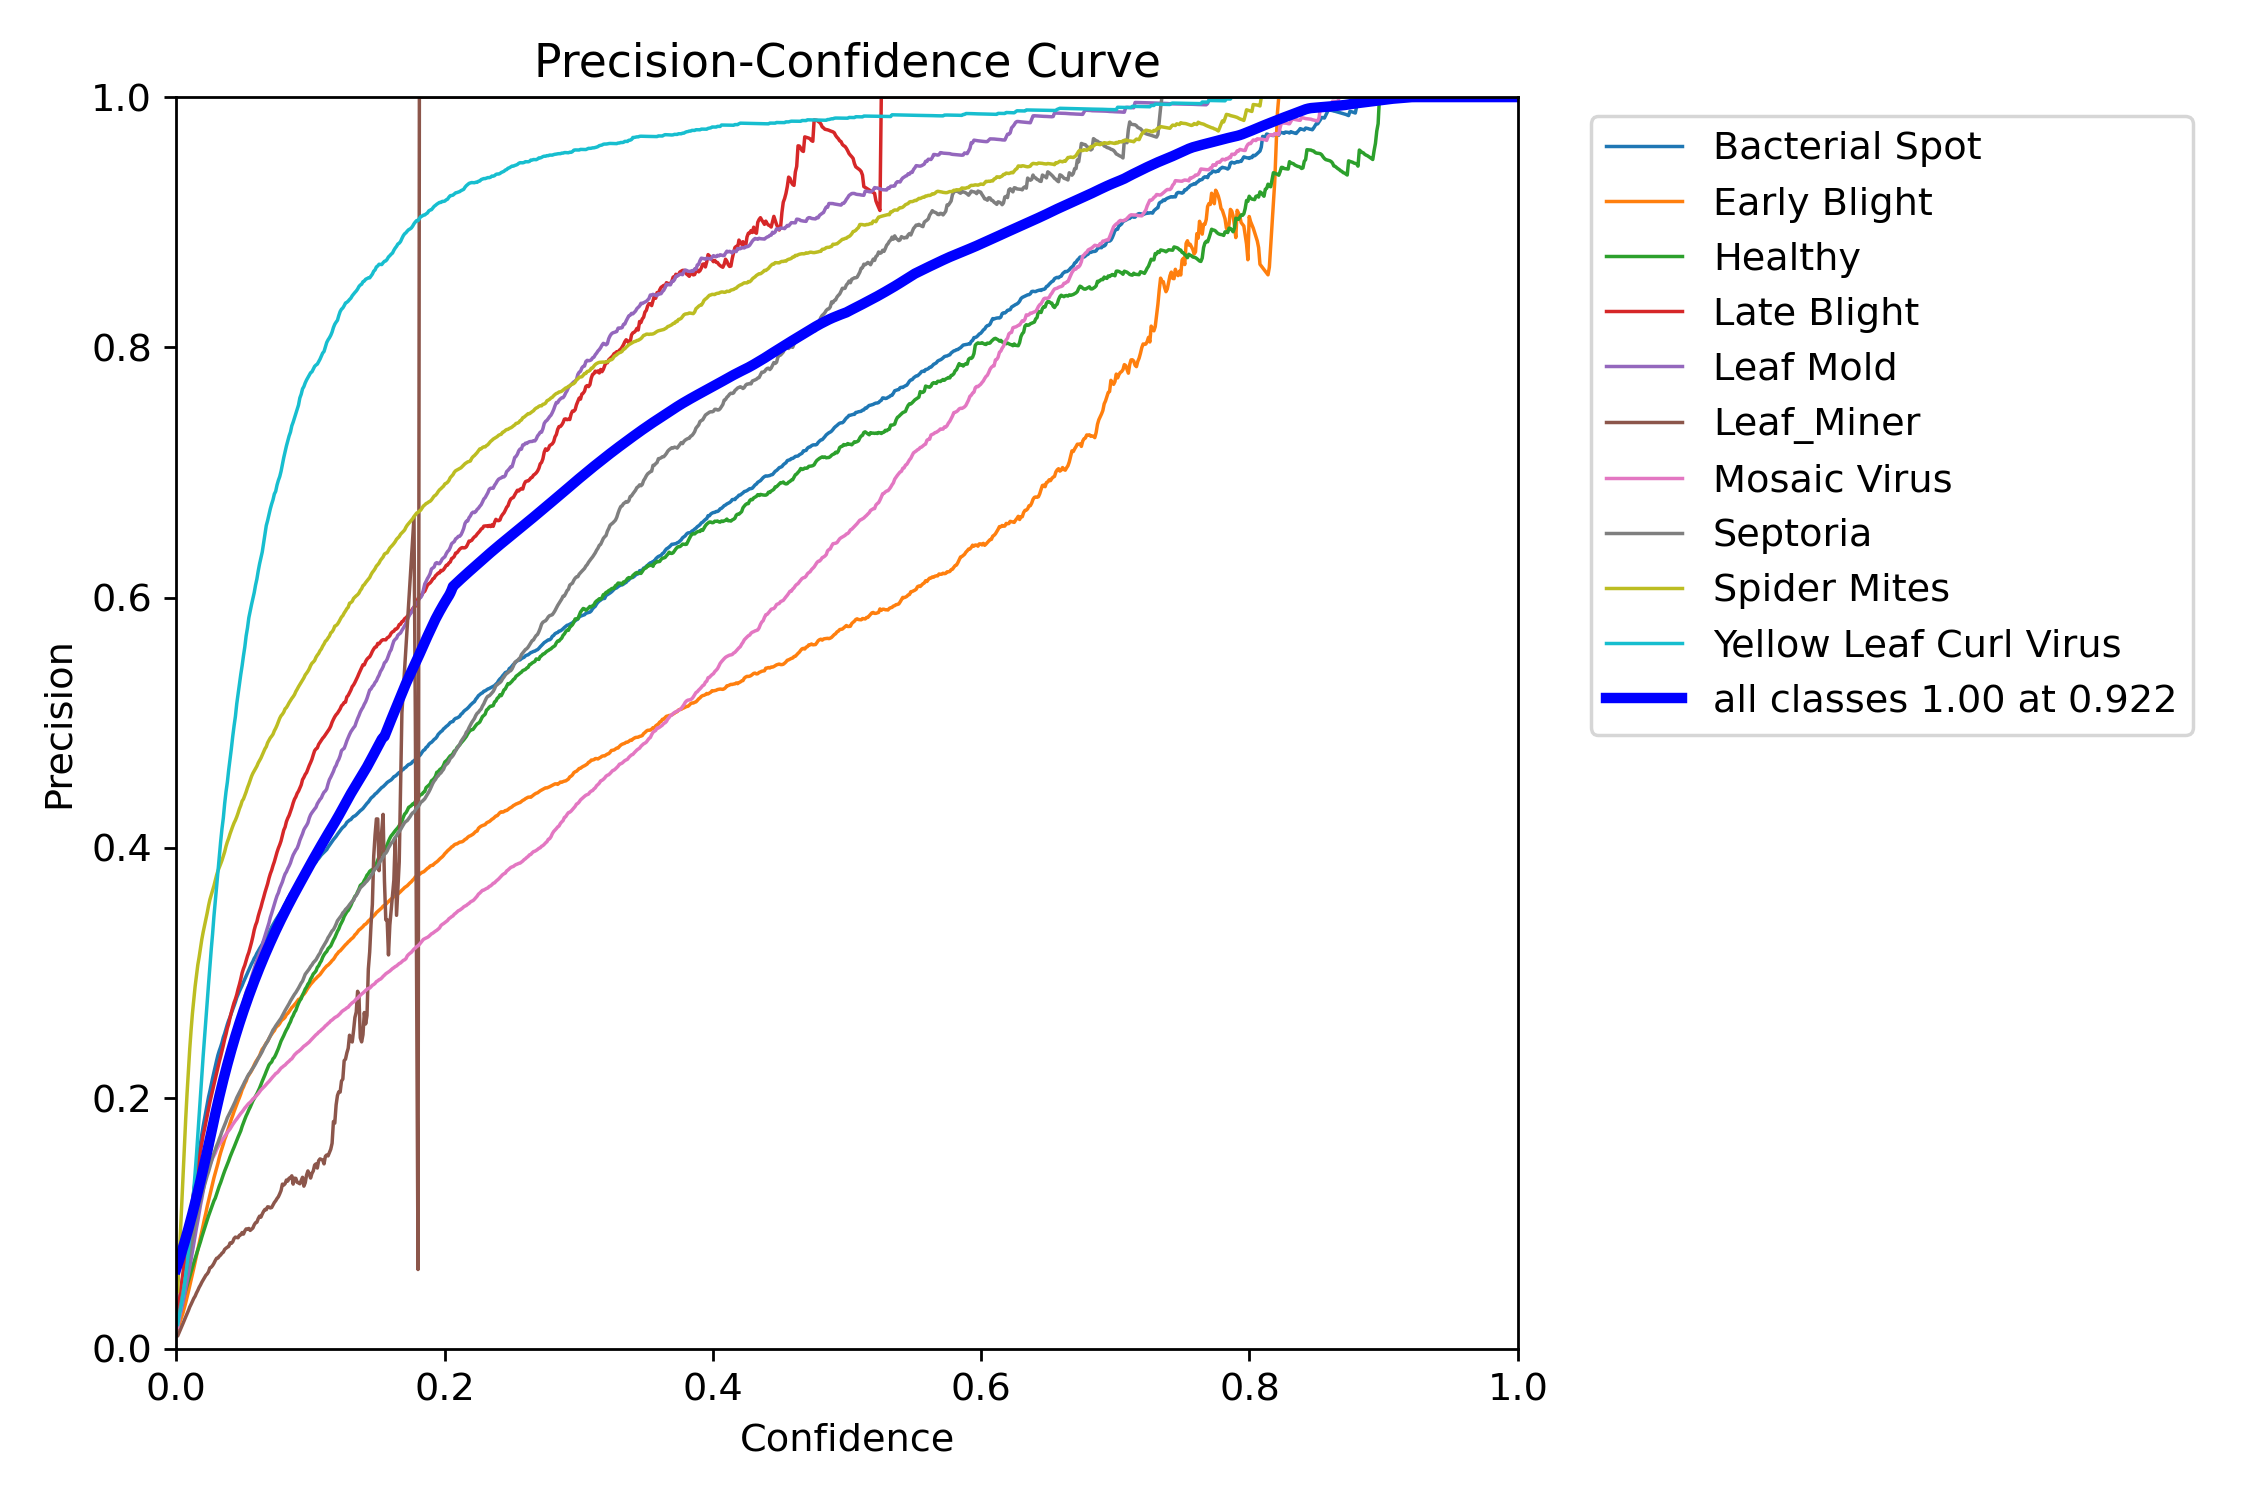 Precision-Confidence Curve
1.0
0.8
0.6
0.4
0.2
0.0
Precision
0.0 0.2 0.4 0.6 0.8 1.0
Confidence
Bacterial Spot
Early Blight
Healthy
Late Blight
Leaf Mold
Leaf_Miner
Mosaic Virus
Septoria
Spider Mites
Yellow Leaf Curl Virus
all classes 1.00 at 0.922